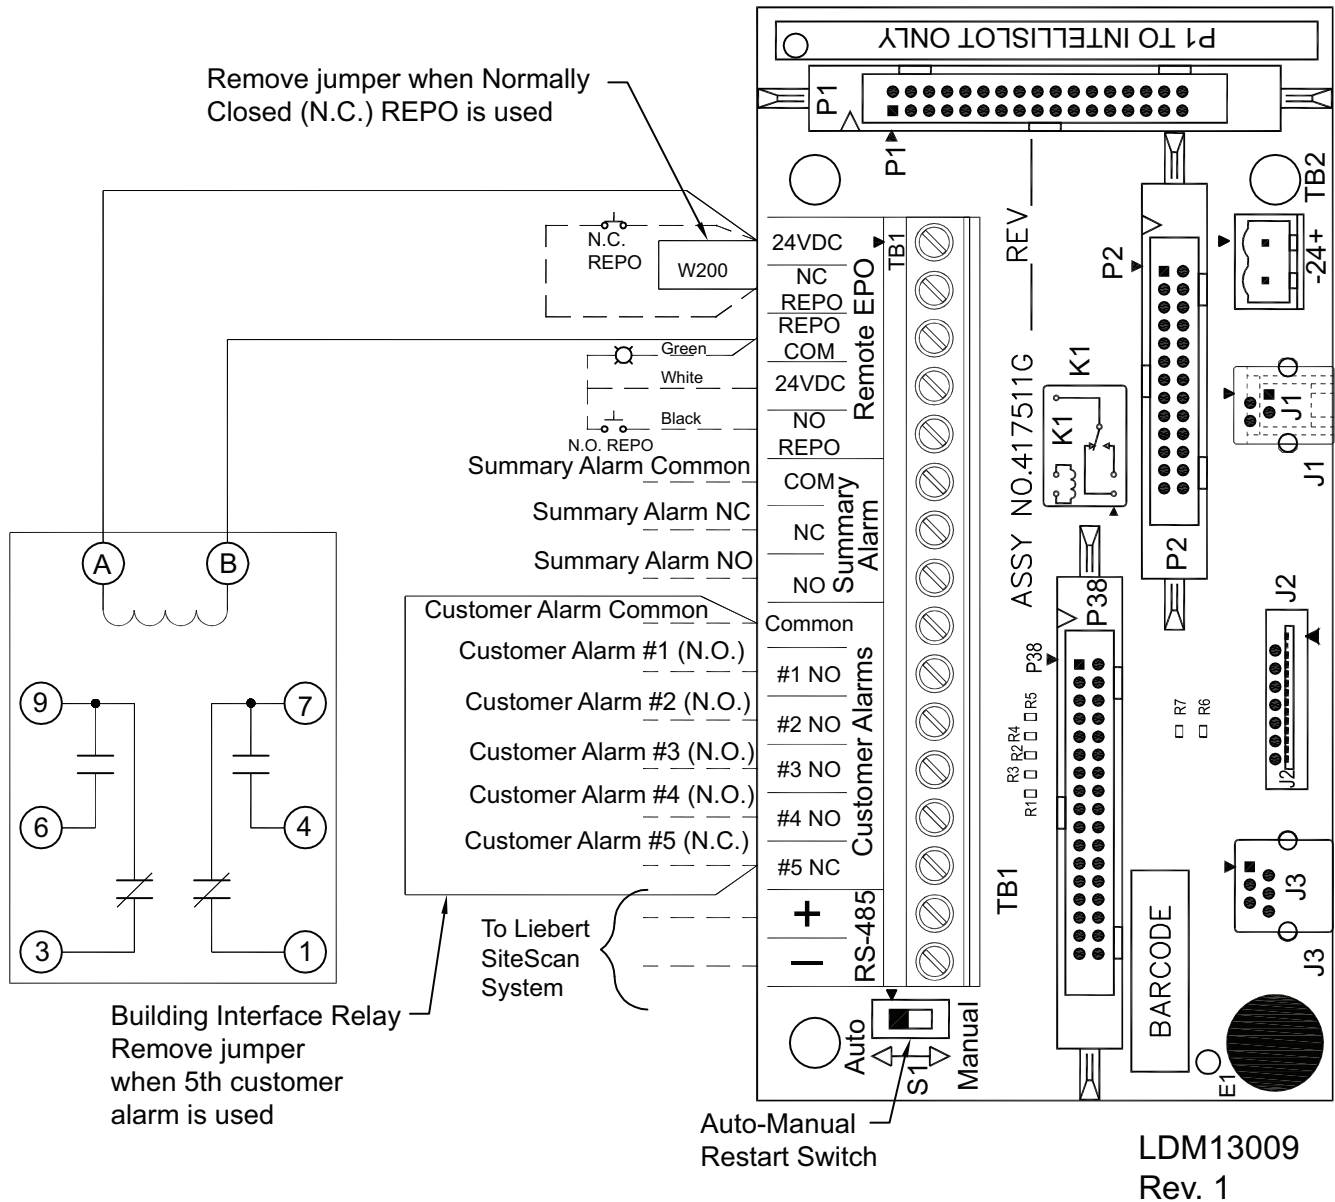 P1 TO INTELLISLOT ONLY
Remove jumper when Normally
Closed (N.C.) REPO is used
P1
P1
TB2
-24+
REV
P2
P2
N.C.
REPO
W200
24VDC
TB1
NC
REPO
REPO
COM
24VDC
NO
REPO
Remote EPO
Green
White
Black
N.O. REPO
K1
K1
J1
J1
ASSY NO.417511G
Summary Alarm Common
Summary Alarm NC
Summary Alarm NO
COM
NC
NO
Summary
Alarm
A
B
9
7
6
4
3
1
Customer Alarm Common
Customer Alarm #1 (N.O.)
Customer Alarm #2 (N.O.)
Customer Alarm #3 (N.O.)
Customer Alarm #4 (N.O.)
Customer Alarm #5 (N.C.)
Common
#1 NO
#2 NO
#3 NO
#4 NO
#5 NC
Customer Alarms
P38
P38
R5
R4
R2
R3
R1
R7
R6
J2
J2
TB1
+
−
RS-485
To Liebert
SiteScan
System
J3
J3
BARCODE
Building Interface Relay
Remove jumper
when 5th customer
alarm is used
Auto
S1
Manual
E1
Auto-Manual
Restart Switch
LDM13009
Rev. 1